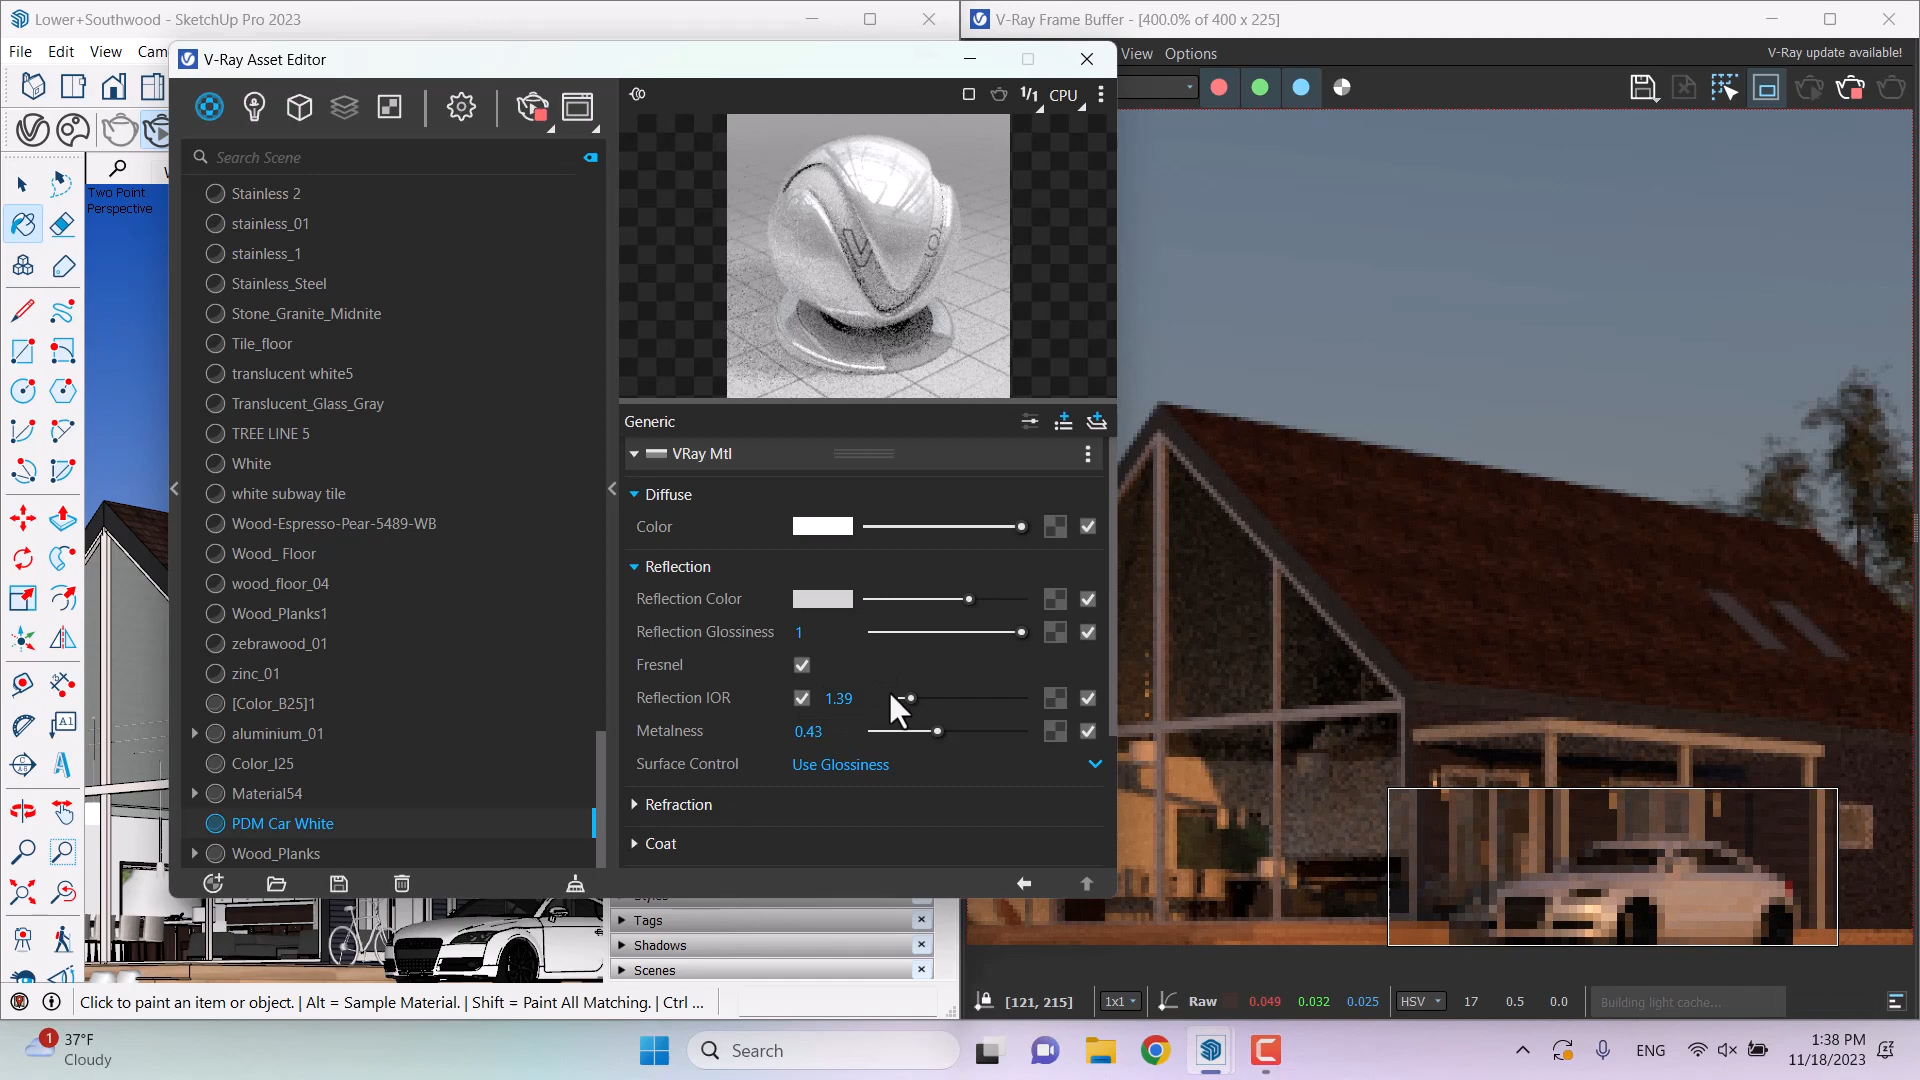 Lower+Southwood - SketchUp Pro 2023
File Edit View Cam
Two Point
Perspective
V-Ray Asset Editor
Search Scene
Stainless 2
stainless_01
stainless_1
Stainless_Steel
Stone_Granite_Midnite
Tile_floor
translucent white5
Translucent_Glass_Gray
TREE LINE 5
White
white subway tile
Wood-Espresso-Pear-5489-WB
Wood_ Floor
wood_floor_04
Wood_Planks1
zebrawood_01
zinc_01
[Color_B25]1
aluminium_01
Color_I25
Material54
PDM Car White
Wood_Planks
1/1 CPU
Generic
VRay Mtl
Diffuse
Color
Reflection
Reflection Color
Reflection Glossiness 1
Fresnel
Reflection IOR 1.39
Metalness 0.43
Surface Control Use Glossiness
Refraction
Coat
Tags
Shadows
Scenes
Click to paint an item or object. | Alt = Sample Material. | Shift = Paint All Matching. | Ctrl ...
V-Ray Frame Buffer - [400.0% of 400 x 225]
View Options
V-Ray update available!
[121, 215] 1x1 Raw 0.049 0.032 0.025 HSV 17 0.5 0.0 Building light cache...
1 37°F
Cloudy
Search
ENG
1:38 PM
11/18/2023